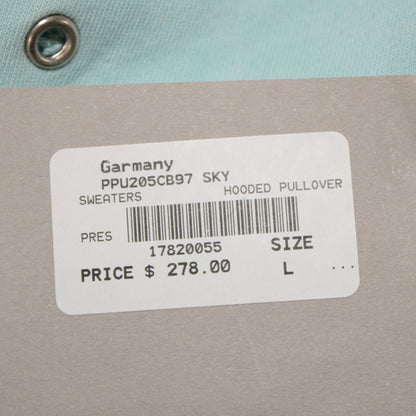 Garmany
PPU205CB97 SKY
SWEATERS HOODED PULLOVER
PRES
17820055 SIZE
PRICE $ 278.00 L ...